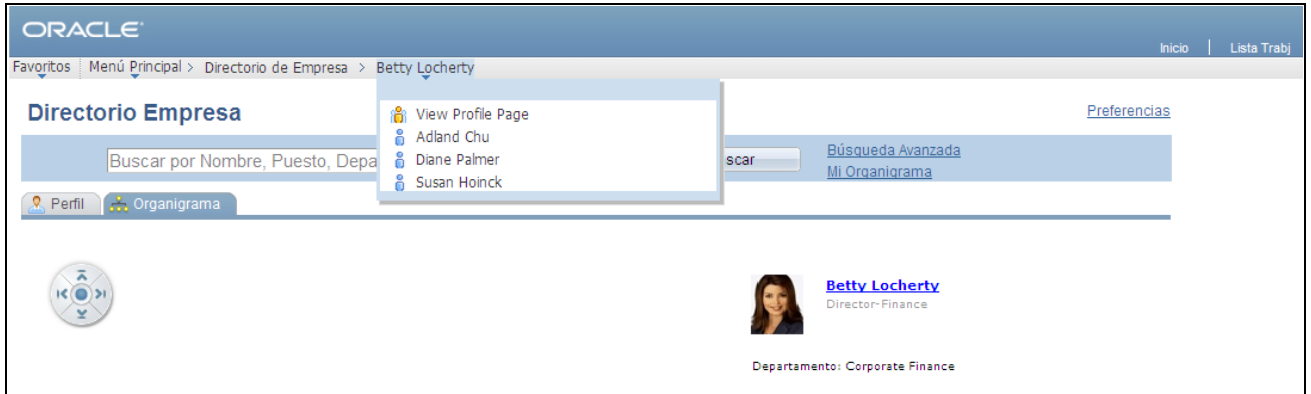 ORACLE
Inicio | Lista Trabj
Favoritos Menú Principal > Directorio de Empresa > Betty Locherty
View Profile Page
Adland Chu
Diane Palmer
Susan Hoinck
Directorio Empresa
Preferencias
Buscar por Nombre, Puesto, Depa
scar
Búsqueda Avanzada
Mi Organigrama
Perfil Organigrama
Betty Locherty
Director-Finance
Departamento: Corporate Finance